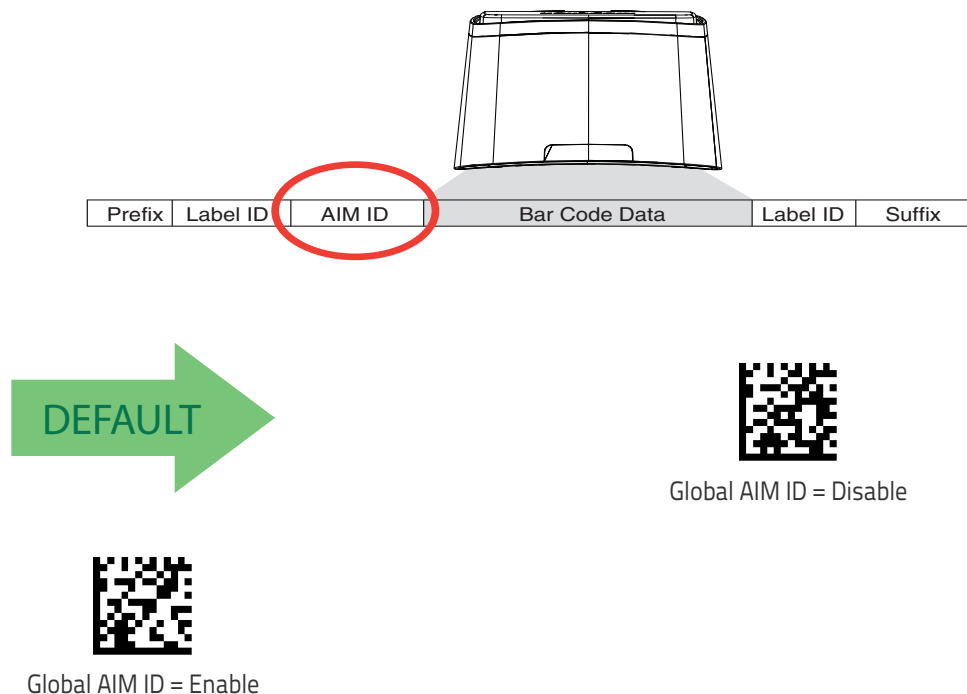 Prefix Label ID AIM ID Bar Code Data Label ID Suffix
DEFAULT
Global AIM ID = Disable
Global AIM ID = Enable